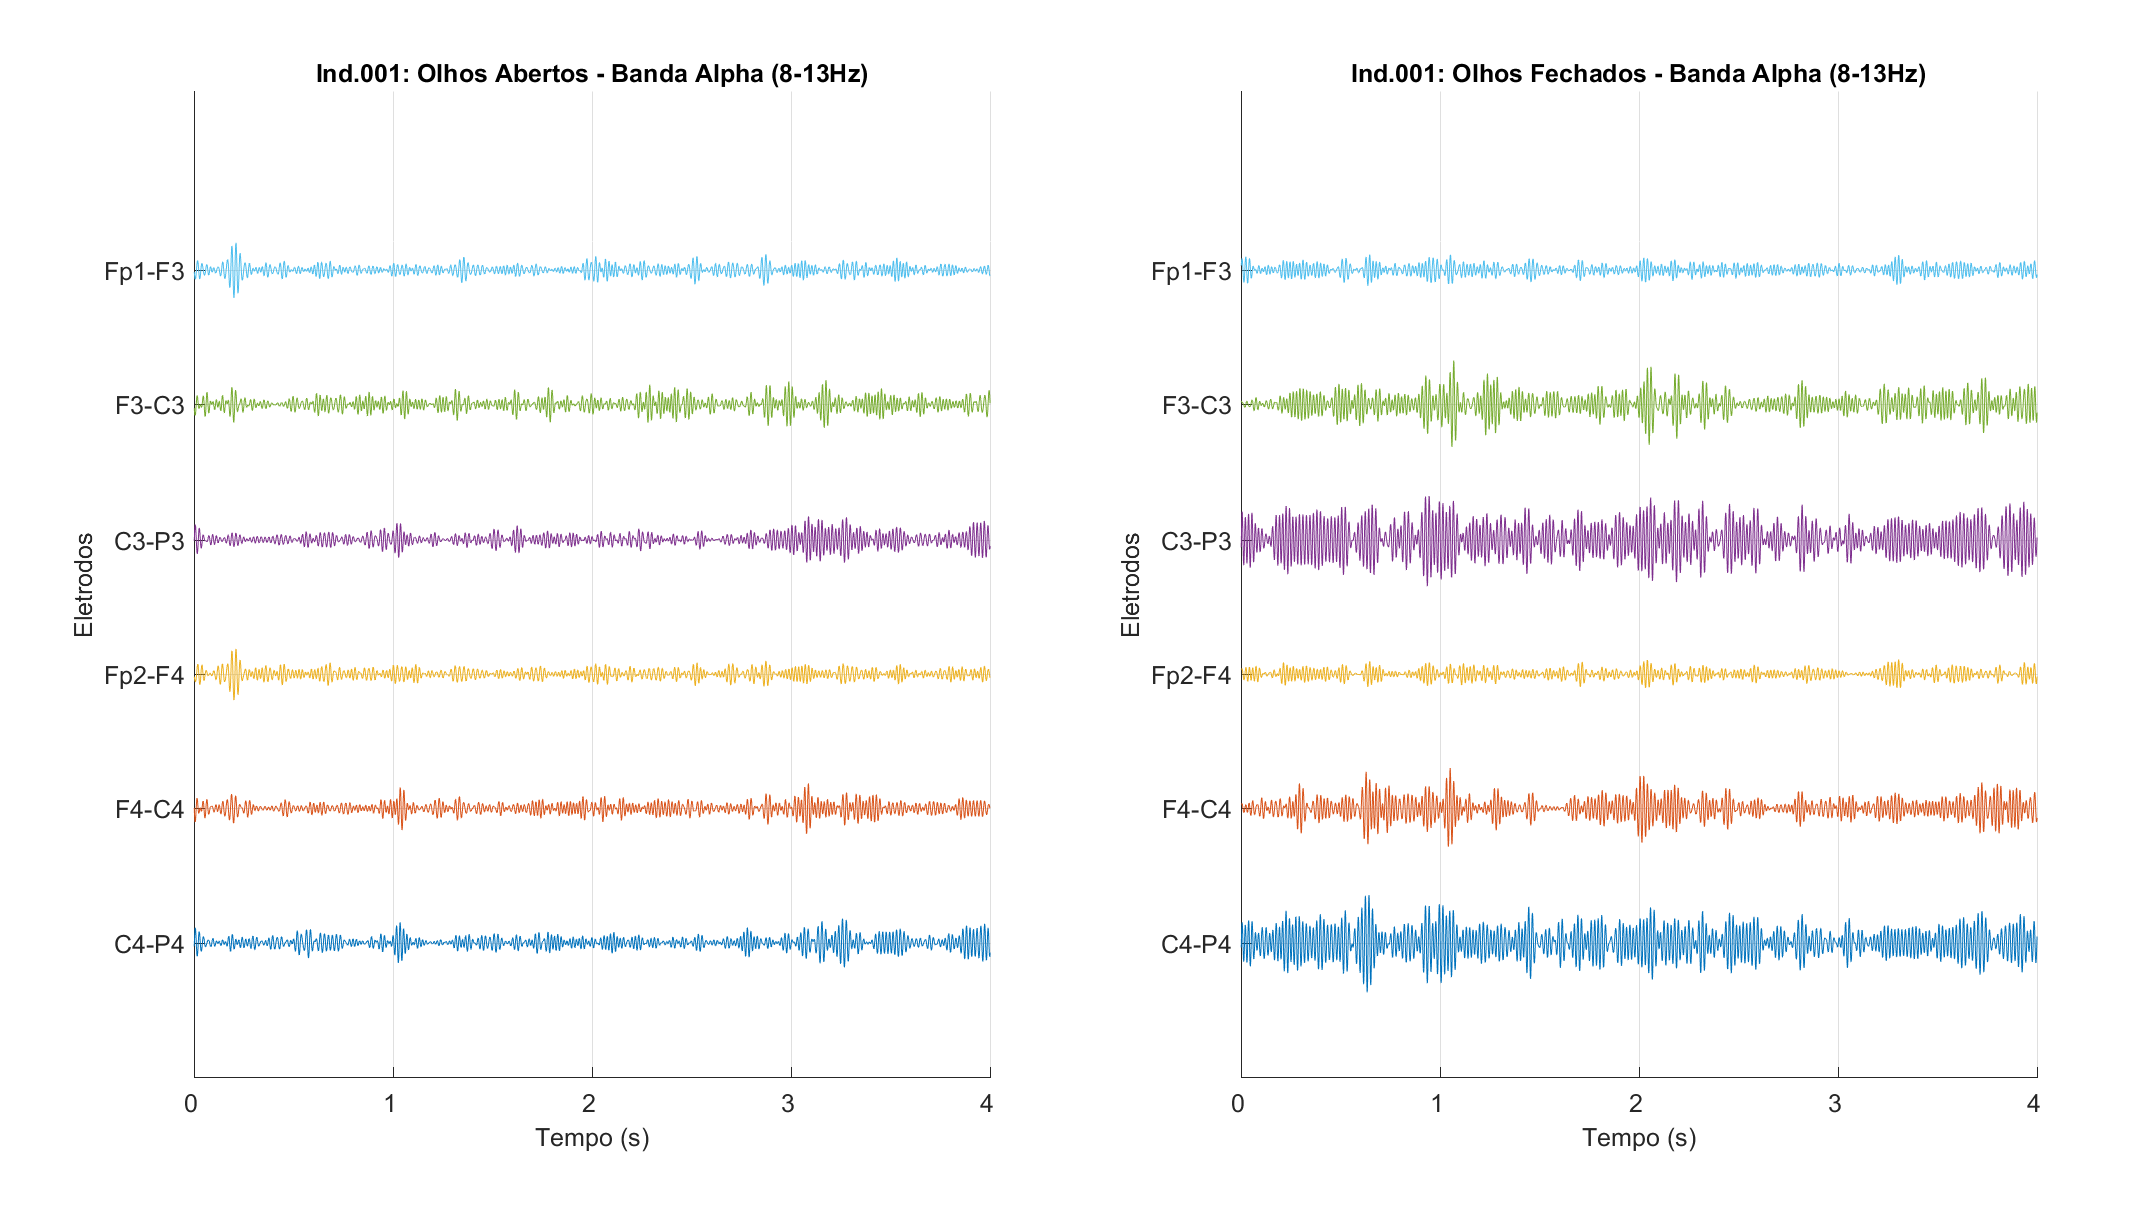 Ind.001: Olhos Abertos - Banda Alpha (8-13Hz)
Eletrodos
Fp1-F3
F3-C3
C3-P3
Fp2-F4
F4-C4
C4-P4
0 1 2 3 4
Tempo (s)
Ind.001: Olhos Fechados - Banda Alpha (8-13Hz)
Eletrodos
Fp1-F3
F3-C3
C3-P3
Fp2-F4
F4-C4
C4-P4
0 1 2 3 4
Tempo (s)